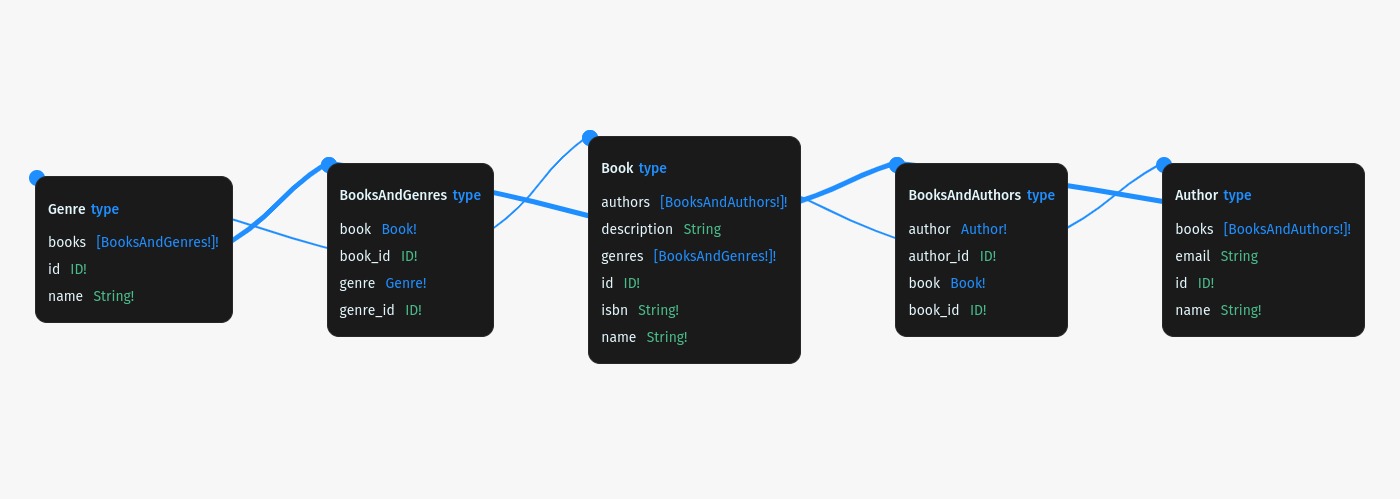 Genre type
books [BooksAndGenres!]!
id ID!
name String!
BooksAndGenres type
book Book!
book_id ID!
genre Genre!
genre_id ID!
Book type
authors [BooksAndAuthors!]!
description String
genres [BooksAndGenres!]!
id ID!
isbn String!
name String!
BooksAndAuthors type
author Author!
author_id ID!
book Book!
book_id ID!
Author type
books [BooksAndAuthors!]!
email String
id ID!
name String!